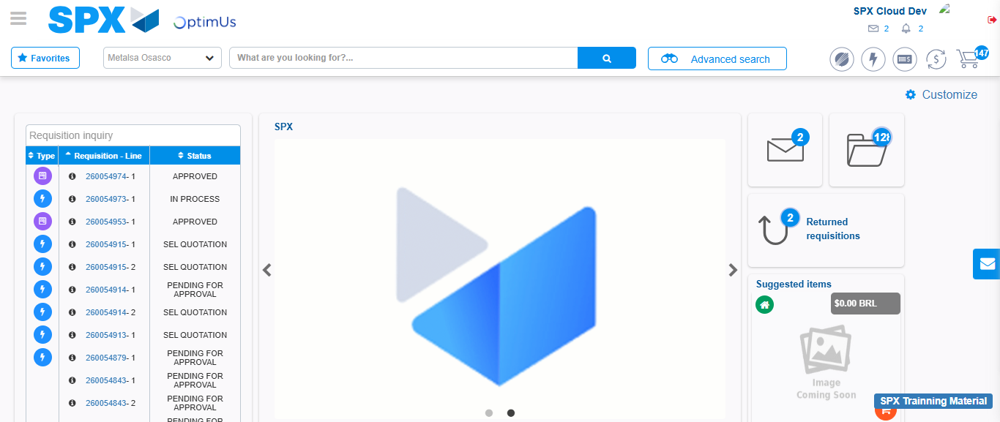 SPX
OptimUs
SPX Cloud Dev
2
2
Favorites
Metalsa Osasco
What are you looking for?...
Advanced search
$
147
Customize
Requisition inquiry
Type
Requisition - Line
Status
260054974- 1
APPROVED
260054973- 1
IN PROCESS
260054953- 1
APPROVED
260054915- 1
SEL QUOTATION
260054915- 2
SEL QUOTATION
260054914- 1
PENDING FOR
APPROVAL
260054914- 2
SEL QUOTATION
260054913- 1
SEL QUOTATION
260054879- 1
PENDING FOR
APPROVAL
260054843- 1
PENDING FOR
APPROVAL
260054843- 2
PENDING FOR
APPROVAL
PENDING FOR
SPX
2
128
2
Returned
requisitions
Suggested items
$0.00 BRL
Image
Coming Soon
SPX Trainning Material